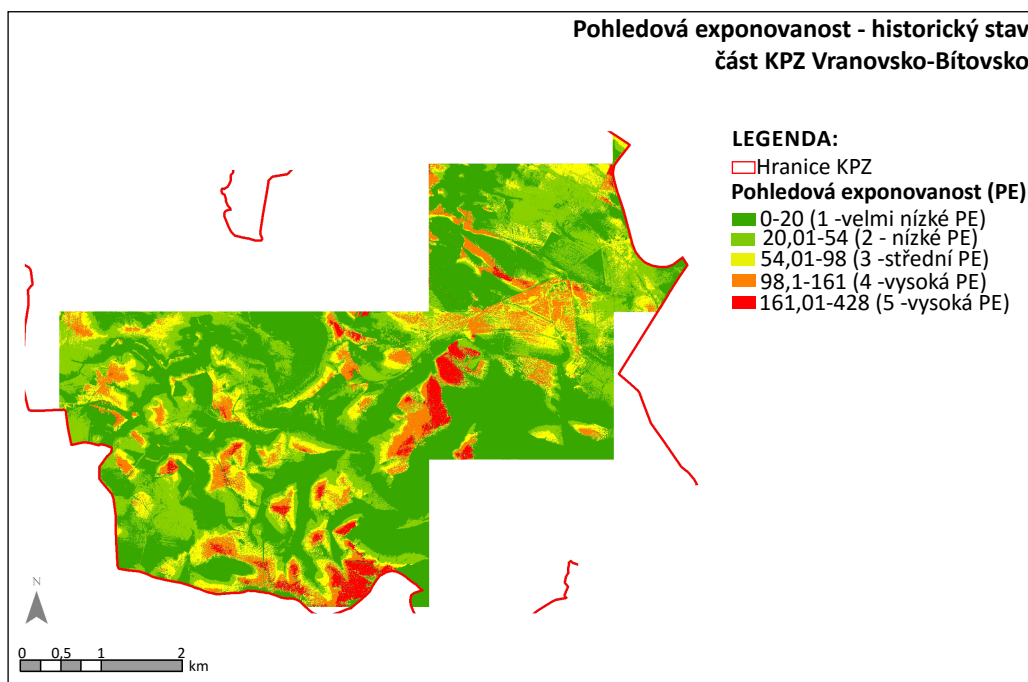 Pohledová exponovanost - historický stav
část KPZ Vranovsko-Bítovsko
LEGENDA:
Hranice KPZ
Pohledová exponovanost (PE)
0-20 (1 -velmi nízké PE)
20,01-54 (2 - nízké PE)
54,01-98 (3 -střední PE)
98,1-161 (4 -vysoká PE)
161,01-428 (5 -vysoká PE)
N
0 0,5 1 2
km